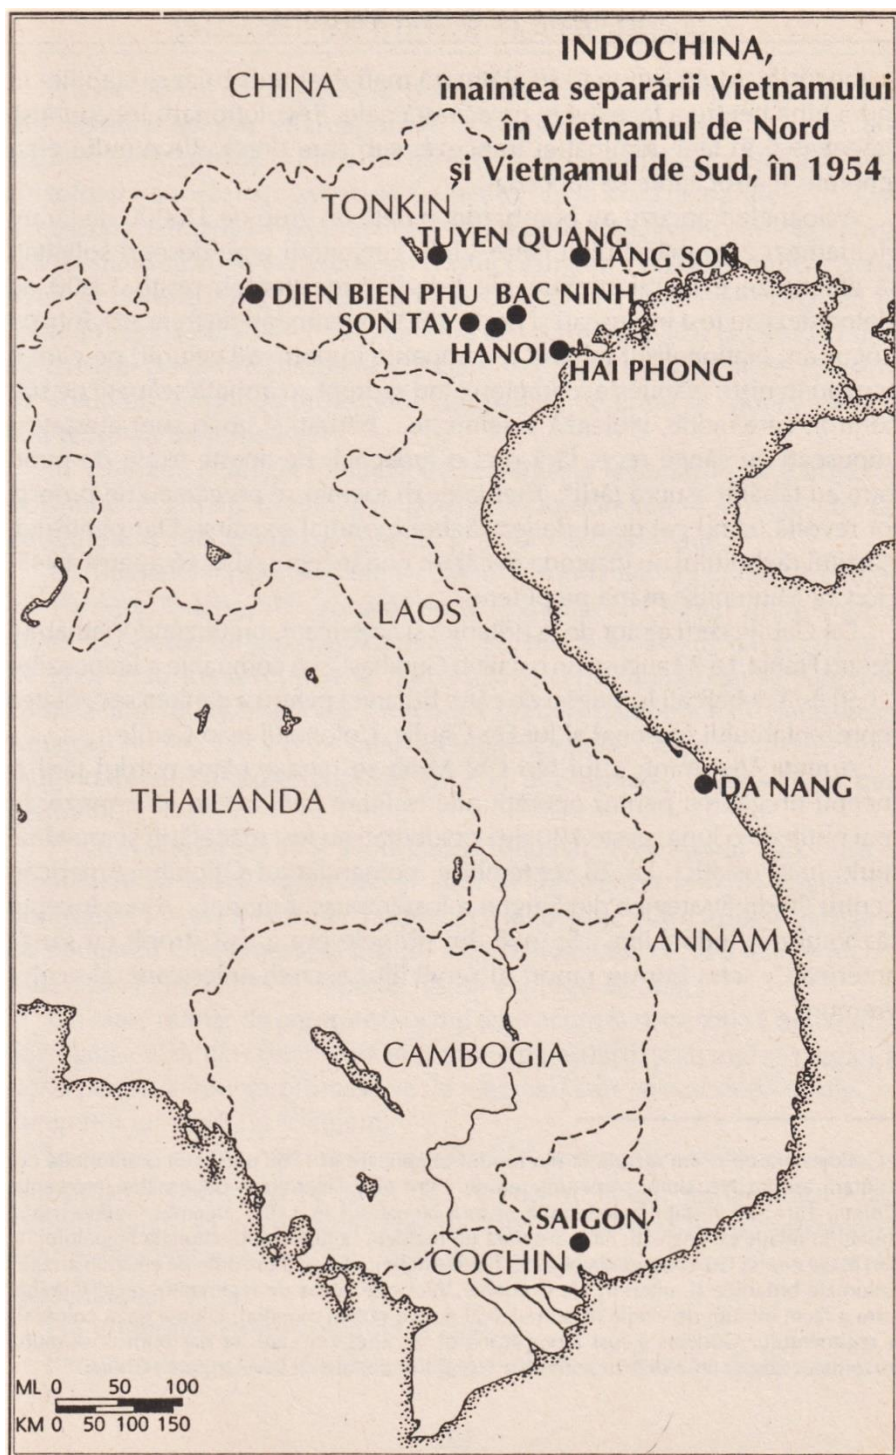 INDOCHINA,
înaintea separării Vietnamului
în Vietnamul de Nord
și Vietnamul de Sud, în 1954
CHINA
TONKIN
TUYEN QUANG
LANG SON
DIEN BIEN PHU
BAC NINH
SON TAY
HANOI
HAI PHONG
LAOS
THAILANDA
DA NANG
ANNAM
CAMBOGIA
SAIGON
COCHIN
ML 0 50 100
KM 0 50 100 150